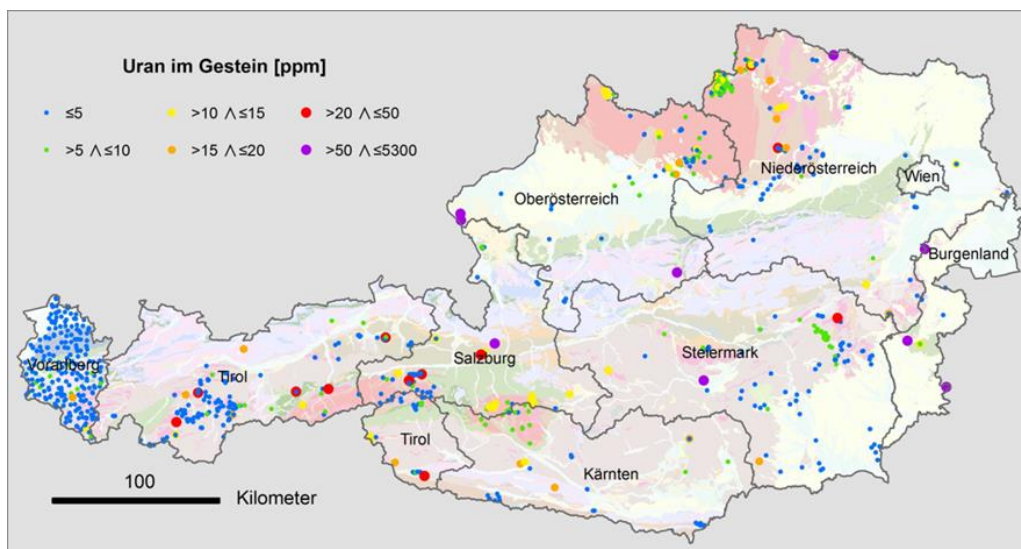 Uran im Gestein [ppm]
≤5 >10 ∧≤15 >20 ∧≤50
>5 ∧≤10 >15 ∧≤20 >50 ∧≤5300
Niederösterreich
Wien
Oberösterreich
Burgenland
Vorarlberg
Salzburg
Steiermark
Tirol
Tirol
Kärnten
100
Kilometer